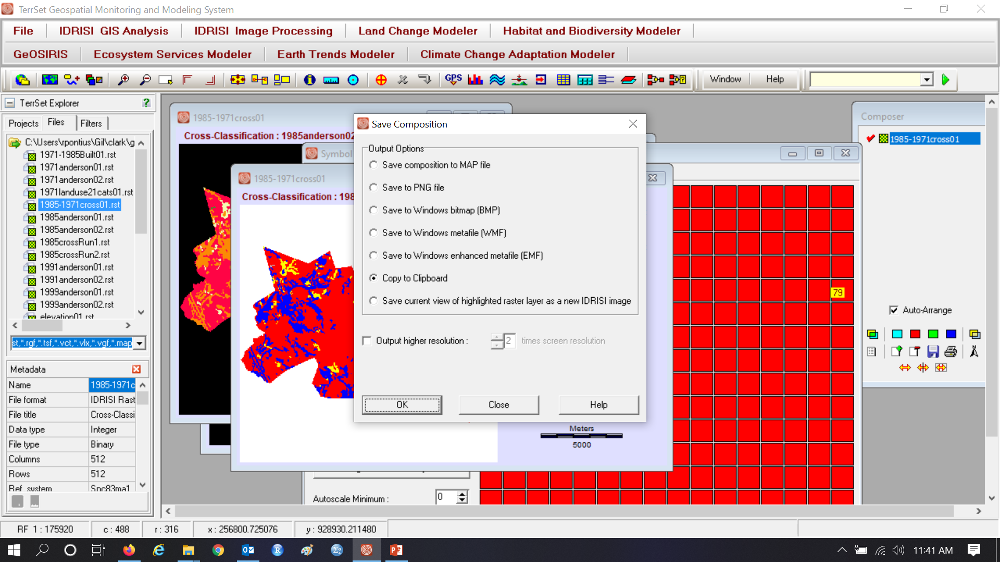 TerrSet Geospatial Monitoring and Modeling System
File IDRISI GIS Analysis IDRISI Image Processing Land Change Modeler Habitat and Biodiversity Modeler
GeOSIRIS Ecosystem Services Modeler Earth Trends Modeler Climate Change Adaptation Modeler
GPS Window Help
TerrSet Explorer ?
Projects Files Filters
C:\Users\rpontius\Gil\clark\g
1971-1985Built01.rst
1971anderson01.rst
1971anderson02.rst
1971landuse21cats01.rst
1985-1971cross01.rst
1985anderson01.rst
1985anderson02.rst
1985crossRun1.rst
1985crossRun2.rst
1991anderson01.rst
1991anderson02.rst
1999anderson01.rst
1999anderson02.rst
elevation01.rst
st,*.rgf,*.tsf,*.vct,*.vlx,*.vgf,*.map
Metadata
Name 1985-1971c
File format IDRISI Rast
File title Cross-Classi
Data type Integer
File type Binary
Columns 512
Rows 512
Ref. system Spc83ma1
1985-1971cross01
Cross-Classification : 1985anderson02
Symbol
1985-1971cross01
Cross-Classification : 198
Meters
5000
Autoscale Minimum : 0
79
Save Composition
Output Options
Save composition to MAP file
Save to PNG file
Save to Windows bitmap (BMP)
Save to Windows metafile (WMF)
Save to Windows enhanced metafile (EMF)
Copy to Clipboard
Save current view of highlighted raster layer as a new IDRISI image
Output higher resolution : 2 times screen resolution
OK Close Help
Composer
1985-1971cross01
Auto-Arrange
RF 1 : 175920 c : 488 r : 316 x : 256800.725076 y : 928930.211480
11:41 AM